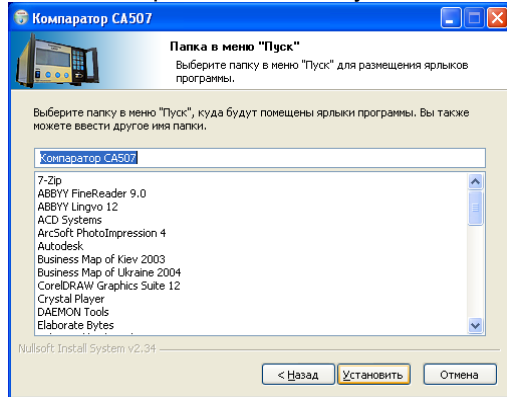 Компаратор СА507
Папка в меню "Пуск"
Выберите папку в меню "Пуск" для размещения ярлыков
программы.
Выберите папку в меню "Пуск", куда будут помещены ярлыки программы. Вы также
можете ввести другое имя папки.
Компаратор СА507
7-Zip
ABBYY FineReader 9.0
ABBYY Lingvo 12
ACD Systems
ArcSoft PhotoImpression 4
Autodesk
Business Map of Kiev 2003
Business Map of Ukraine 2004
CorelDRAW Graphics Suite 12
Crystal Player
DAEMON Tools
Elaborate Bytes
Nullsoft Install System v2.34
< Назад
Установить
Отмена